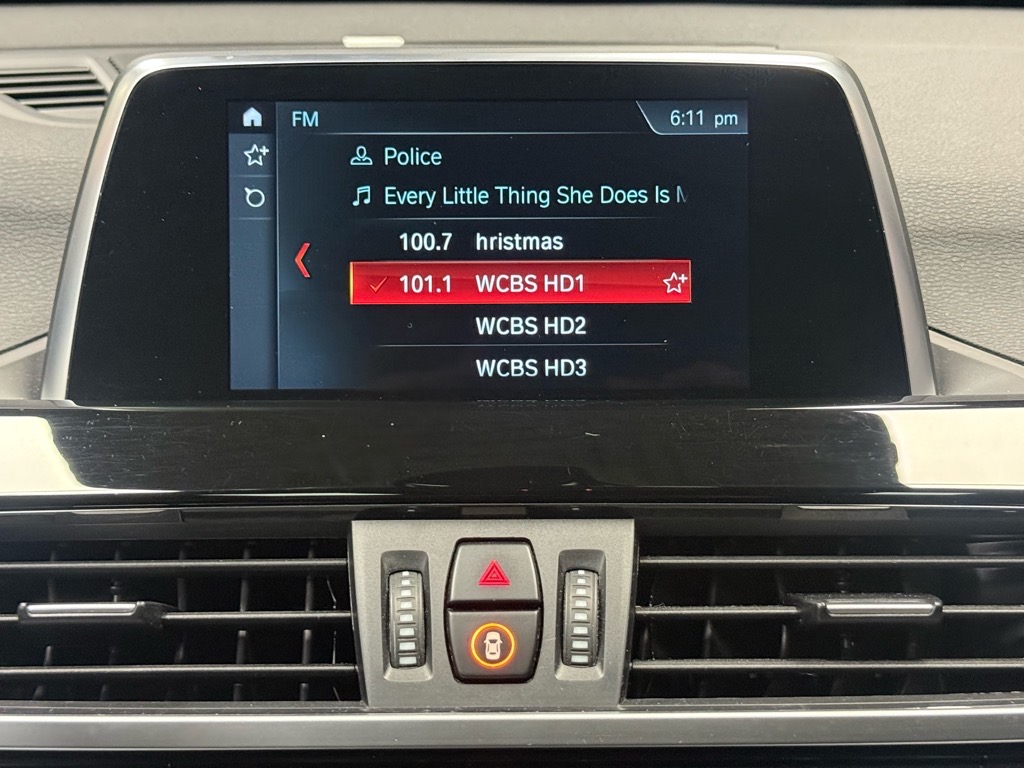 FM 6:11 pm
Police
Every Little Thing She Does Is
100.7 hristmas
101.1 WCBS HD1
WCBS HD2
WCBS HD3